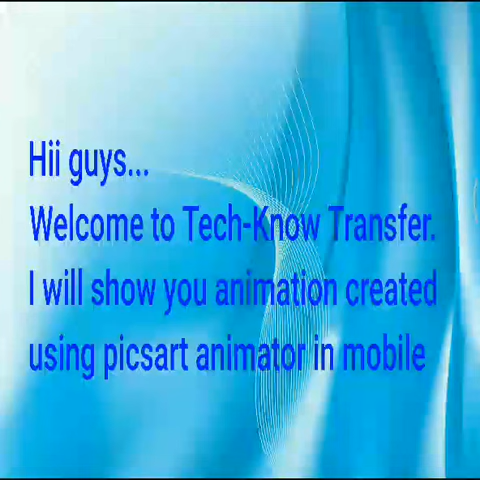 Hii guys...
Welcome to Tech-Know Transfer.
I will show you animation created
using picsart animator in mobile